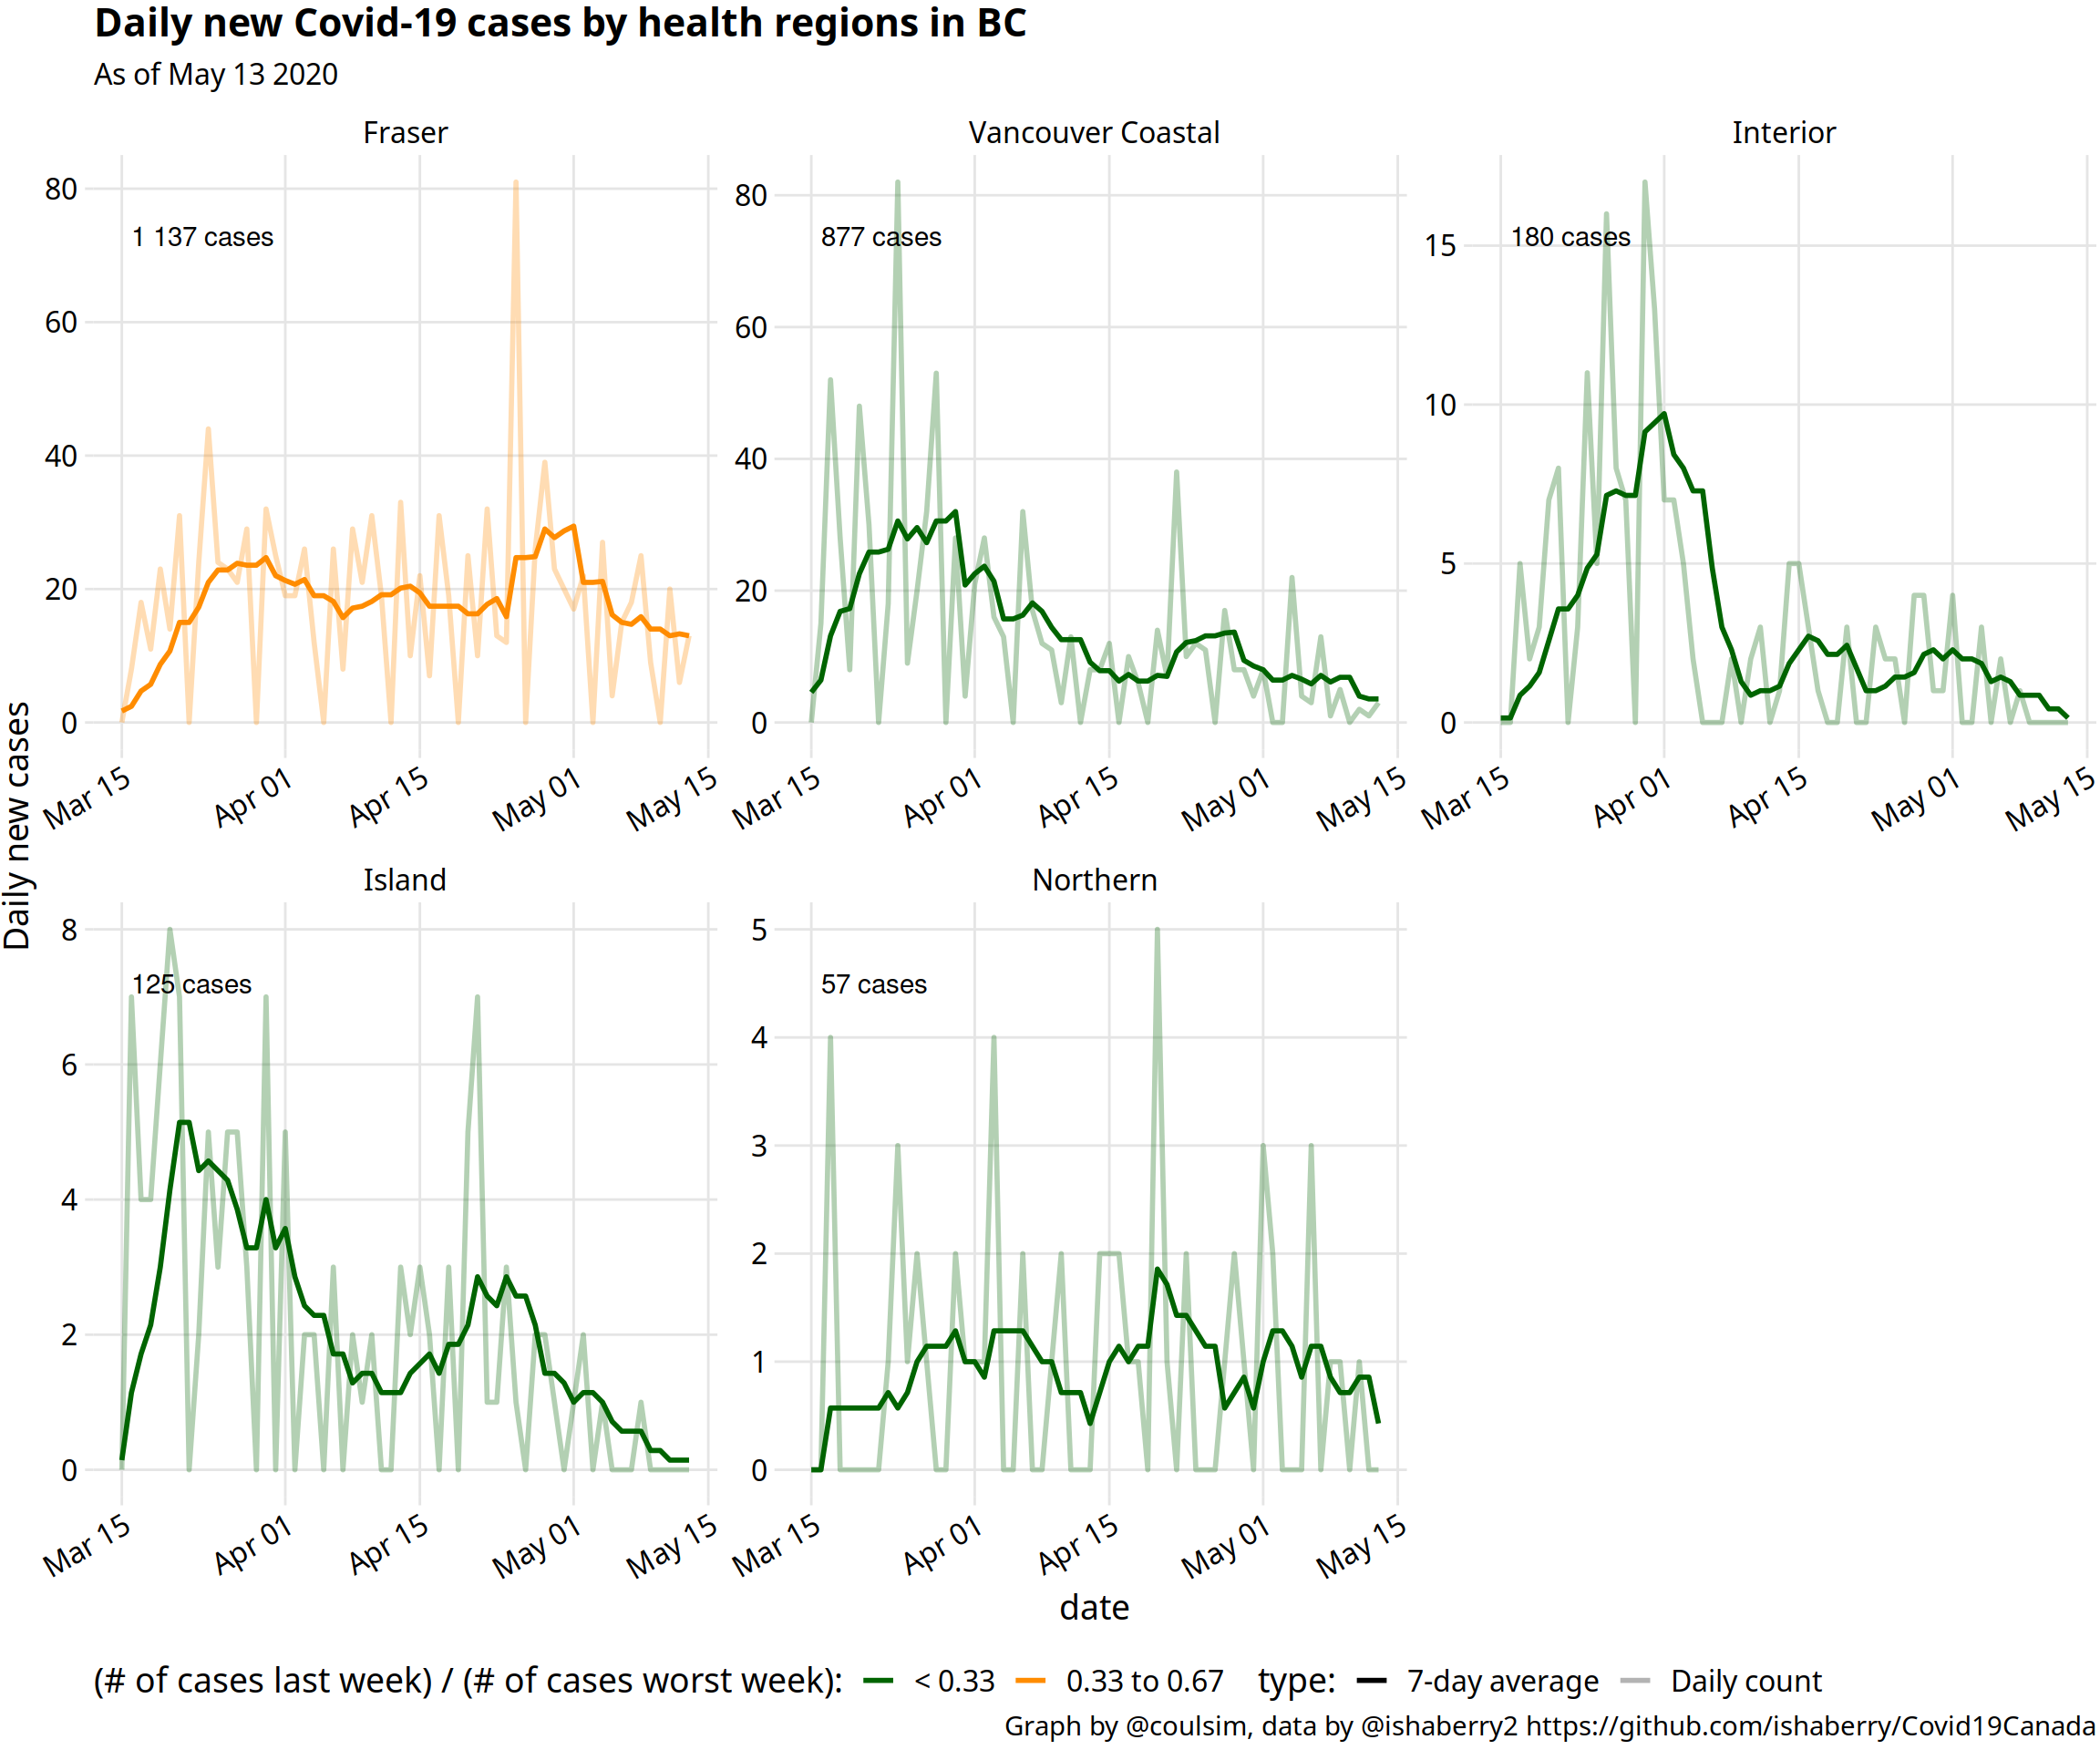 Daily new Covid-19 cases by health regions in BC
As of May 13 2020
Daily new cases
Fraser
80
60
40
20
0
1 137 cases
Mar 15
Apr 01
Apr 15
May 01
May 15
Vancouver Coastal
80
60
40
20
0
877 cases
Mar 15
Apr 01
Apr 15
May 01
May 15
Interior
15
10
5
0
180 cases
Mar 15
Apr 01
Apr 15
May 01
May 15
Island
8
6
4
2
0
125 cases
Mar 15
Apr 01
Apr 15
May 01
May 15
Northern
5
4
3
2
1
0
57 cases
Mar 15
Apr 01
Apr 15
May 01
May 15
date
(# of cases last week) / (# of cases worst week): < 0.33 0.33 to 0.67 type: 7-day average Daily count
Graph by @coulsim, data by @ishaberry2 https://github.com/ishaberry/Covid19Canada